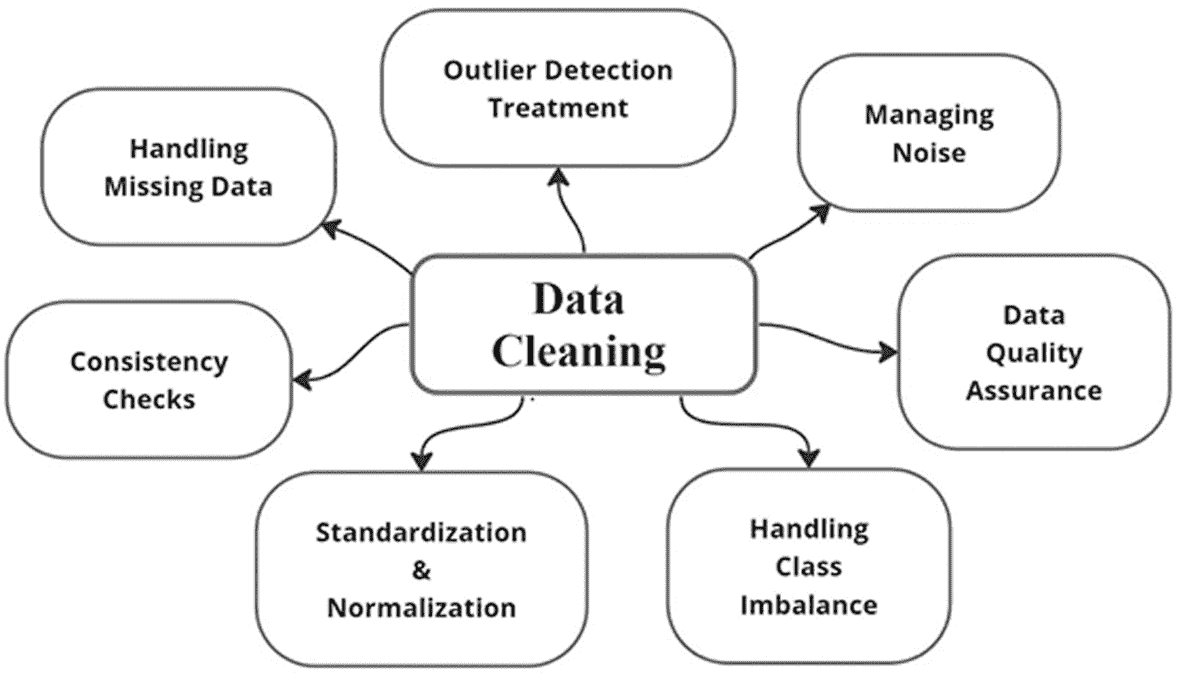 Outlier Detection
Treatment
Managing
Noise
Handling
Missing Data
Data
Cleaning
Data
Quality
Assurance
Consistency
Checks
Standardization
&
Normalization
Handling
Class
Imbalance